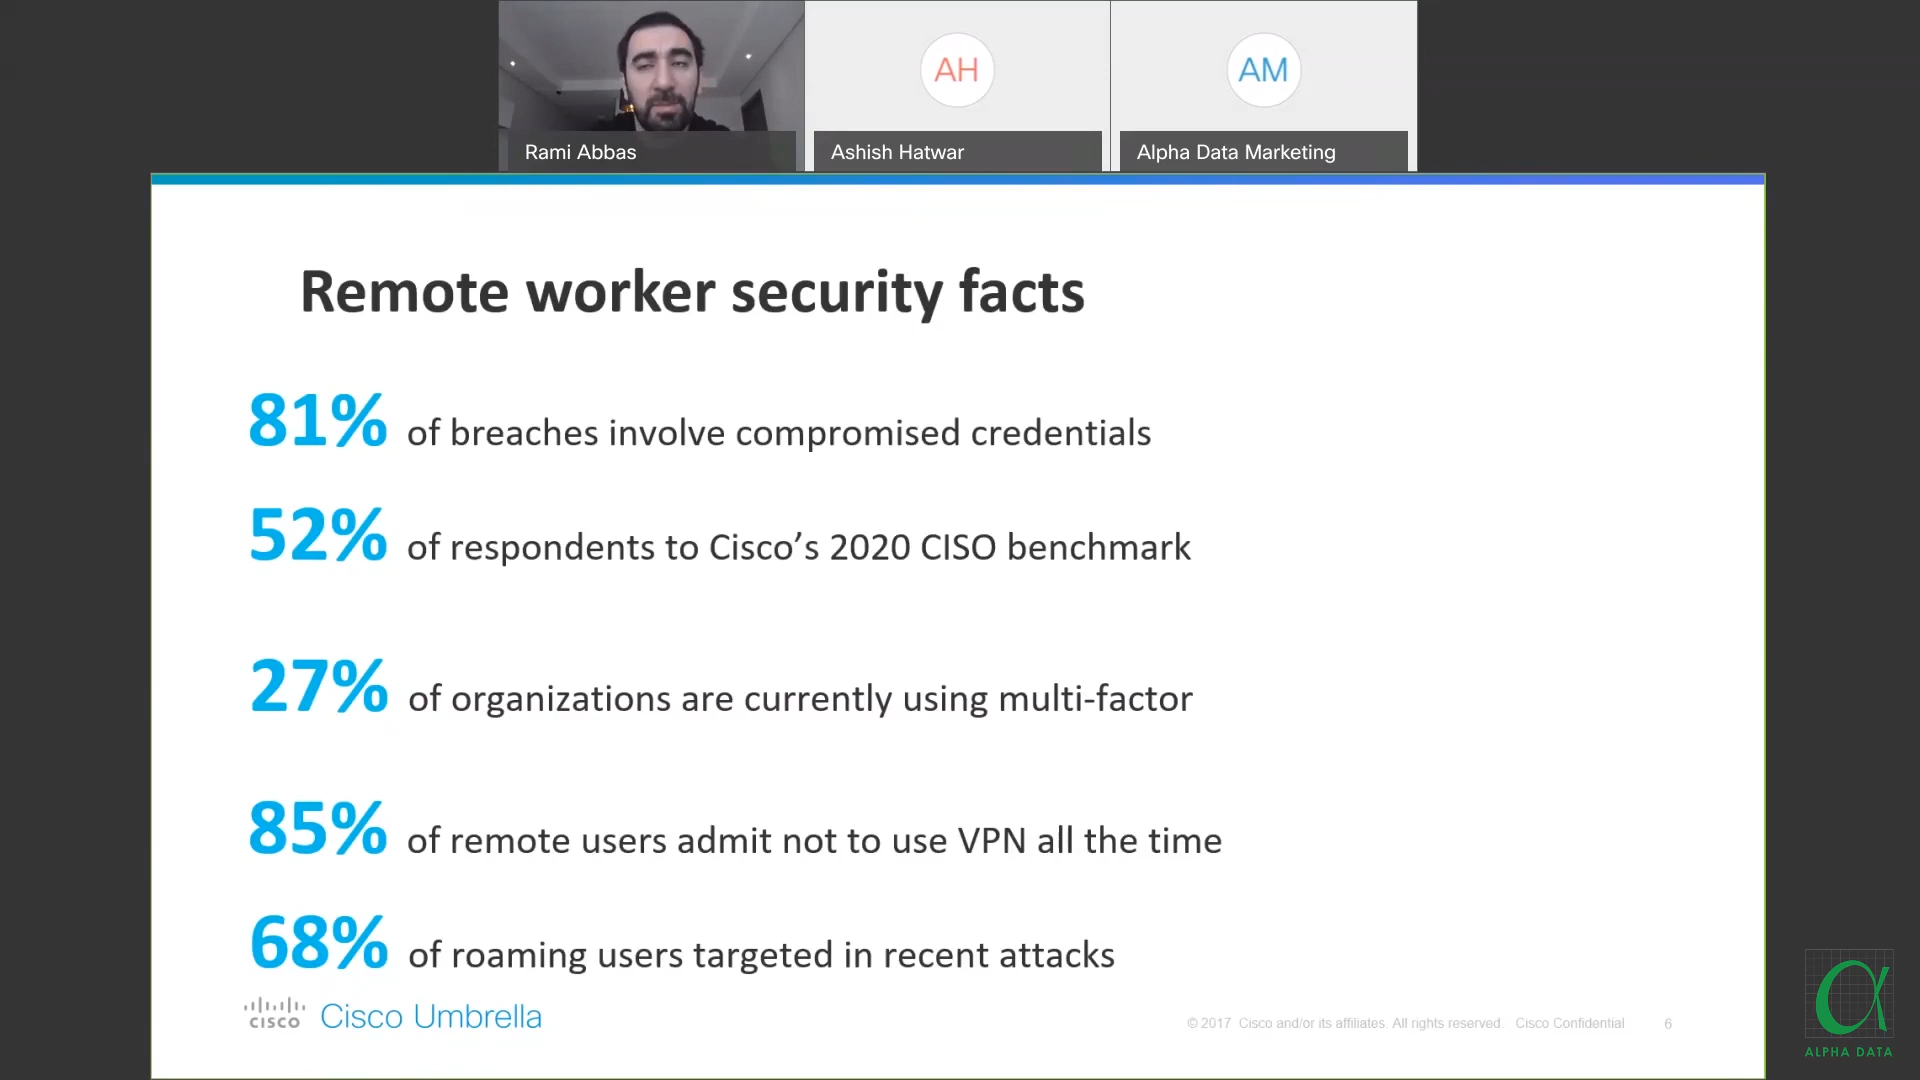 AH
AM
Rami Abbas
Ashish Hatwar
Alpha Data Marketing
Remote worker security facts
81% of breaches involve compromised credentials
52% of respondents to Cisco’s 2020 CISO benchmark
27% of organizations are currently using multi-factor
85% of remote users admit not to use VPN all the time
68% of roaming users targeted in recent attacks
CISCO Cisco Umbrella
© 2017 Cisco and/or its affiliates. All rights reserved. Cisco Confidential 6
ALPHA DATA